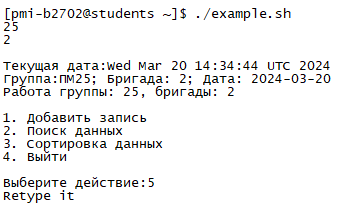 [pmi-b2702@students ~]$ ./example.sh
25
2
Текущая дата:Wed Mar 20 14:34:44 UTC 2024
Группа:ПМ25; Бригада: 2; Дата: 2024-03-20
Работа группы: 25, бригады: 2
1. Добавить запись
2. Поиск данных
3. Сортировка данных
4. Выйти
Выберите действие:5
Retype it